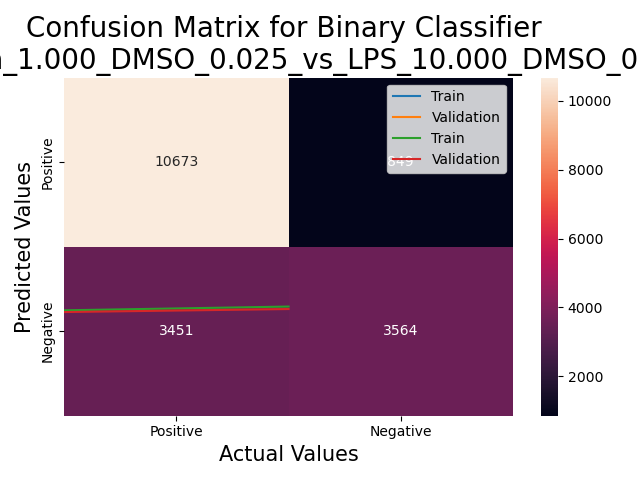 Confusion Matrix for Binary Classifier
_1.000_DMSO_0.025_vs_LPS_10.000_DMSO_0
Train
Validation
Train
Validation
10673
849
3451
3564
Positive
Negative
Predicted Values
Positive
Negative
Actual Values
10000
8000
6000
4000
2000